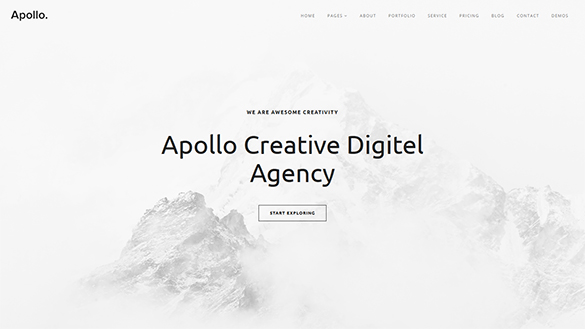 Apollo.
HOME PAGES ABOUT PORTFOLIO SERVICE PRICING BLOG CONTACT DEMOS
WE ARE AWESOME CREATIVITY
Apollo Creative Digitel
Agency
START EXPLORING